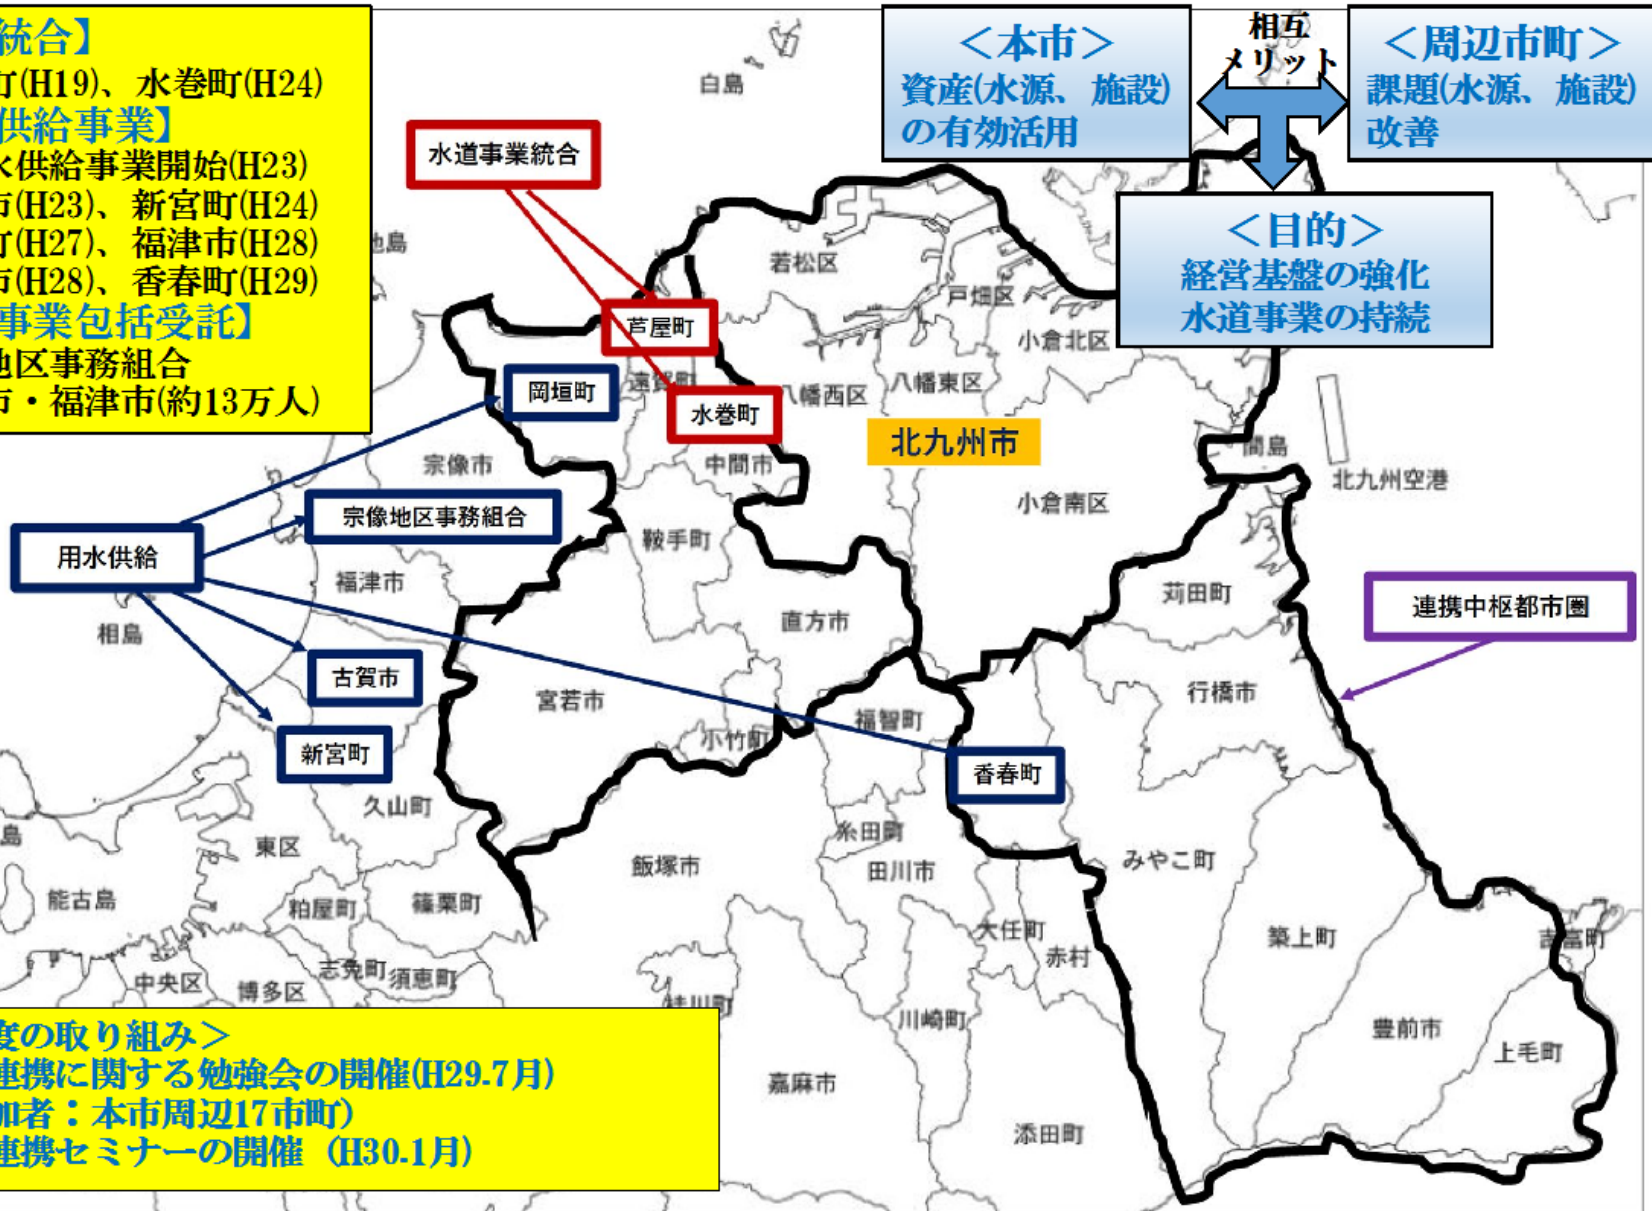 統合】
町(H19)、水巻町(H24)
供給事業】
水供給事業開始(H23)
市(H23)、新宮町(H24)
町(H27)、福津市(H28)
市(H28)、香春町(H29)
事業包括受託】
地区事務組合
市・福津市(約13万人)
＜本市＞
資産(水源、施設)
の有効活用
相互
メリット
＜周辺市町＞
課題(水源、施設)
改善
＜目的＞
経営基盤の強化
水道事業の持続
白島
水道事業統合
地島
若松区
戸畑区
芦屋町
小倉北区
岡垣町
遠賀町
八幡西区
八幡東区
水巻町
北九州市
宗像市
中間市
間島
北九州空港
小倉南区
宗像地区事務組合
鞍手町
用水供給
福津市
苅田町
連携中枢都市圏
相島
直方市
古賀市
宮若市
行橋市
福智町
小竹町
新宮町
香春町
久山町
島
東区
糸田町
みやこ町
飯塚市
田川市
能古島
粕屋町
篠栗町
大任町
築上町
吉富町
赤村
志免町
須恵町
中央区
博多区
桂川町
川崎町
豊前市
上毛町
嘉麻市
添田町
度の取り組み＞
連携に関する勉強会の開催(H29.7月)
加者：本市周辺17市町)
連携セミナーの開催（H30.1月)